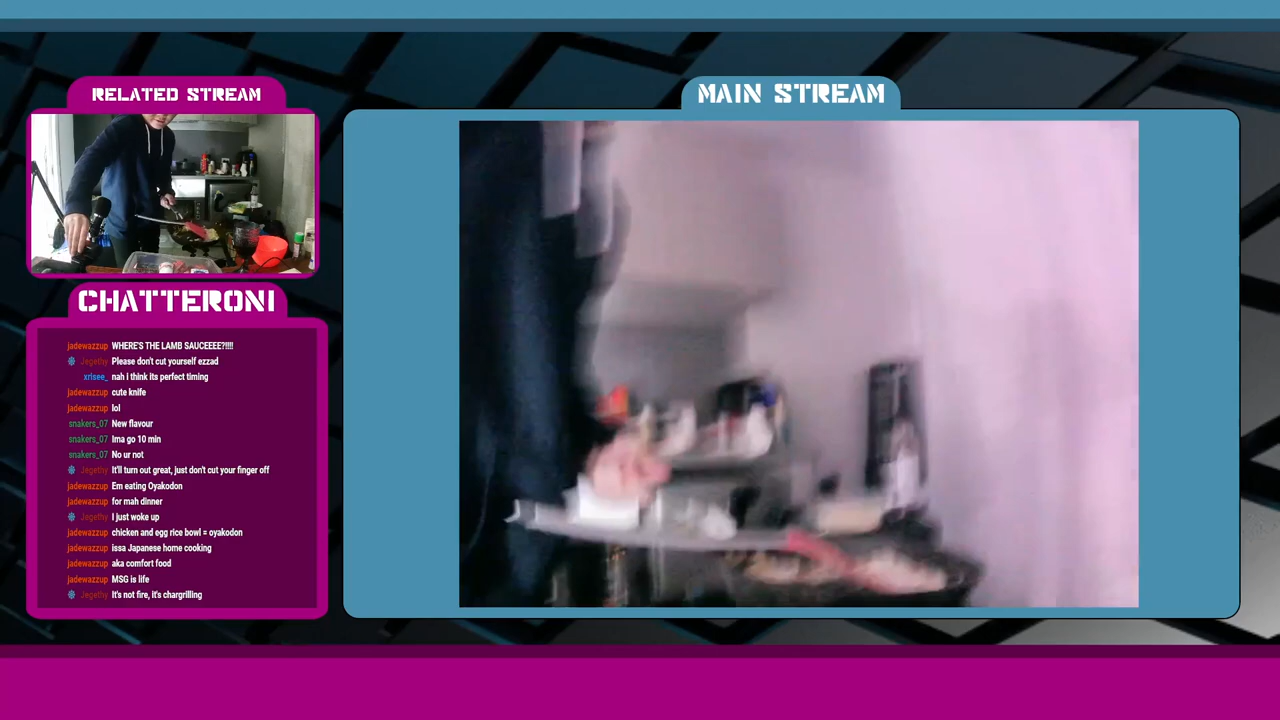 RELATED STREAM
MAIN STREAM
CHATTERONI
jadewazzup WHERE'S THE LAMB SAUCEEEE?!!!!
Jegethy Please don't cut yourself ezzad
xrisee_ nah i think its perfect timing
jadewazzup cute knife
jadewazzup lol
snakers_07 New flavour
snakers_07 Ima go 10 min
snakers_07 No ur not
Jegethy It'll turn out great, just don't cut your finger off
jadewazzup Em eating Oyakodon
jadewazzup for mah dinner
Jegethy I just woke up
jadewazzup chicken and egg rice bowl = oyakodon
jadewazzup issa Japanese home cooking
jadewazzup aka comfort food
jadewazzup MSG is life
Jegethy It's not fire, it's chargrilling